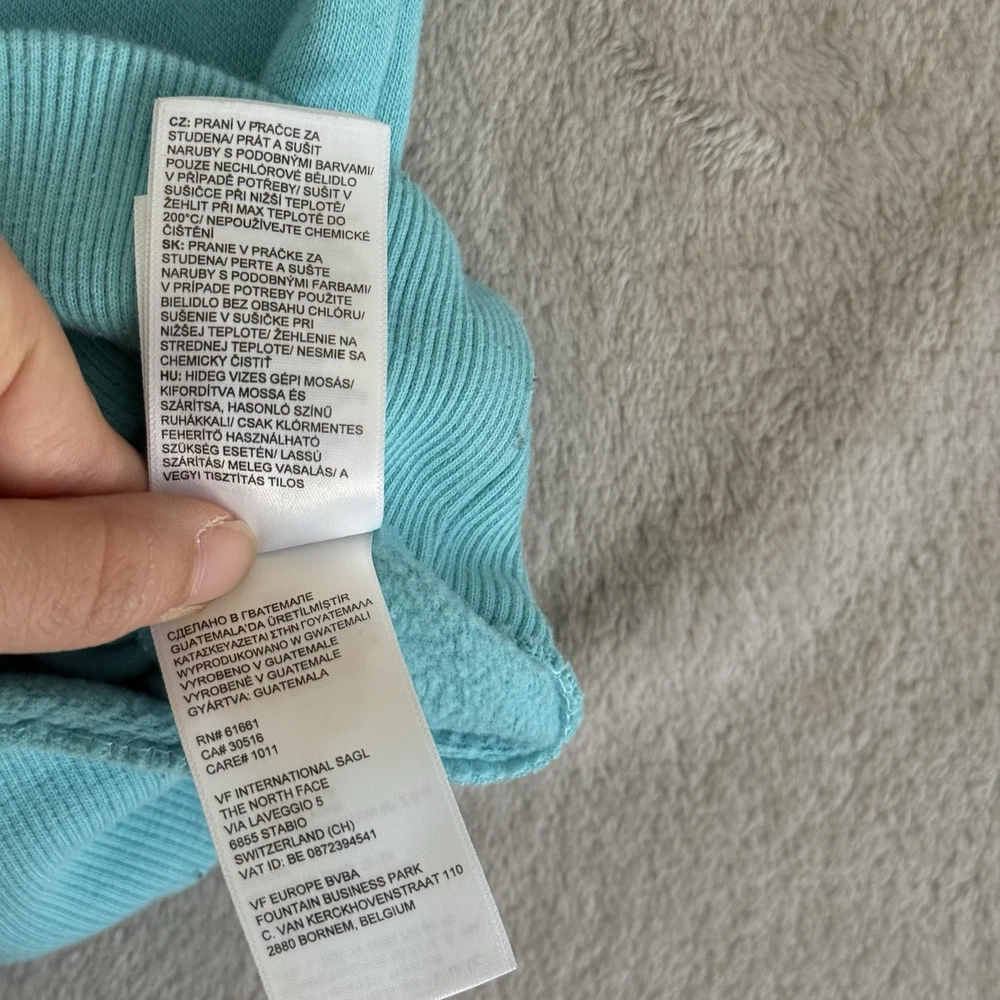 CZ: PRANÍ V PRAČCE ZA
STUDENA/ PRÁT A SUŠIT
NARUBY S PODOBNÝMI BARVAMI/
POUZE NECHLÓROVÉ BĚLIDLO
V PŘÍPADĚ POTŘEBY/ SUŠIT V
SUŠIČCE PŘI NIŽŠÍ TEPLOTĚ/
ŽEHLIT PŘI MAX TEPLOTĚ DO
200°C/ NEPOUŽÍVEJTE CHEMICKÉ
ČIŠTĚNÍ
SK: PRANIE V PRÁČKE ZA
STUDENA/ PERTE A SUŠTE
NARUBY S PODOBNÝMI FARBAMI/
V PRÍPADE POTREBY POUŽITE
BIELIDLO BEZ OBSAHU CHLÓRU/
SUŠENIE V SUŠIČKE PRI
NIŽŠEJ TEPLOTE/ ŽEHLENIE NA
STREDNEJ TEPLOTE/ NESMIE SA
CHEMICKY ČISTIŤ
HU: HIDEG VIZES GÉPI MOSÁS/
KIFORDÍTVA MOSSA ÉS
SZÁRÍTSA, HASONLÓ SZÍNŰ
RUHÁKKAL/ CSAK KLÓRMENTES
FEHÉRÍTŐ HASZNÁLHATÓ
SZÜKSÉG ESETÉN/ LASSÚ
SZÁRÍTÁS/ MELEG VASALÁS/ A
VEGYI TISZTÍTÁS TILOS
СДЕЛАНО В ГВАТЕМАЛЕ
GUATEMALA'DA ÜRETİLMİŞTİR
ΚΑΤΑΣΚΕΥΑΖΕΤΑΙ ΣΤΗΝ ΓΟΥΑΤΕΜΑΛΑ
WYPRODUKOWANO W GWATEMALI
VYROBENO V GUATEMALE
VYROBENÉ V GUATEMALE
GYÁRTVA: GUATEMALA
RN# 61661
CA# 30516
CARE# 1011
VF INTERNATIONAL SAGL
THE NORTH FACE
VIA LAVEGGIO 5
6855 STABIO
SWITZERLAND (CH)
VAT ID: BE 0872394541
VF EUROPE BVBA
FOUNTAIN BUSINESS PARK
C. VAN KERCKHOVENSTRAAT 110
2880 BORNEM, BELGIUM